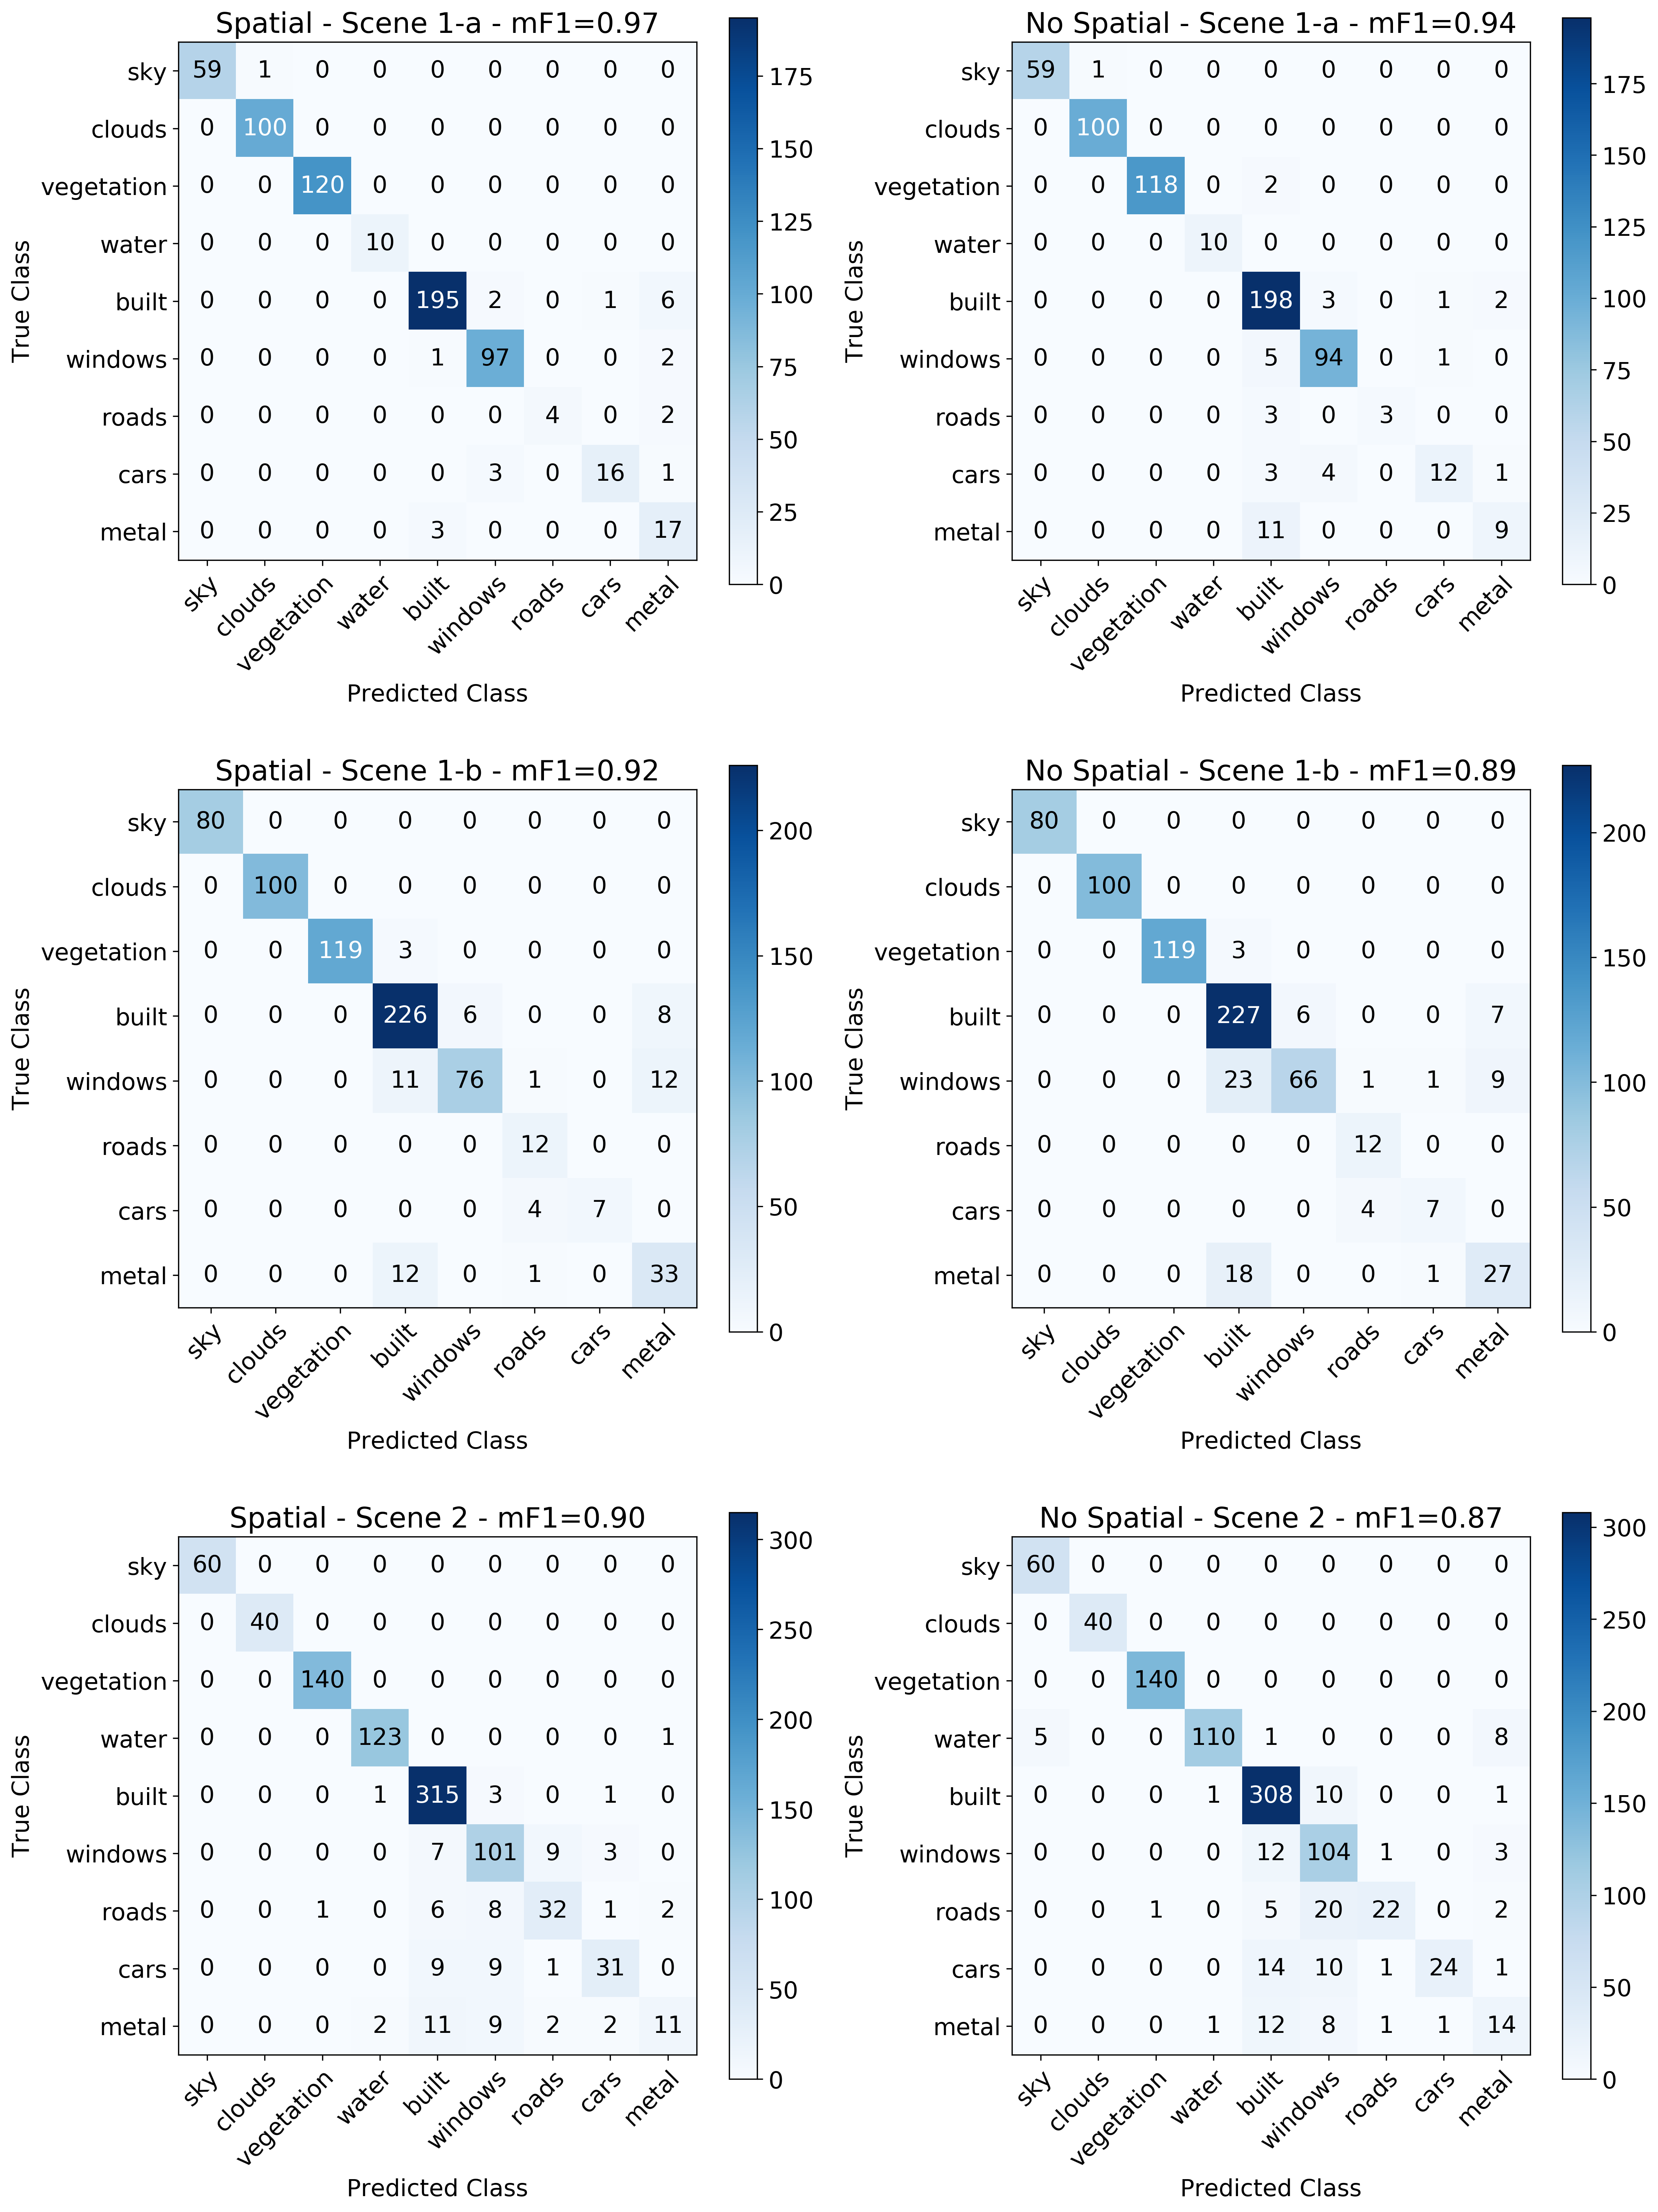 Spatial - Scene 1-a - mF1=0.97
True Class
sky 59 1 0 0 0 0 0 0 0
clouds 0 100 0 0 0 0 0 0 0
vegetation 0 0 120 0 0 0 0 0 0
water 0 0 0 10 0 0 0 0 0
built 0 0 0 0 195 2 0 1 6
windows 0 0 0 0 1 97 0 0 2
roads 0 0 0 0 0 0 4 0 2
cars 0 0 0 0 0 3 0 16 1
metal 0 0 0 0 3 0 0 0 17
sky clouds vegetation water built windows roads cars metal
Predicted Class
175
150
125
100
75
50
25
0
No Spatial - Scene 1-a - mF1=0.94
True Class
sky 59 1 0 0 0 0 0 0 0
clouds 0 100 0 0 0 0 0 0 0
vegetation 0 0 118 0 2 0 0 0 0
water 0 0 0 10 0 0 0 0 0
built 0 0 0 0 198 3 0 1 2
windows 0 0 0 0 5 94 0 1 0
roads 0 0 0 0 3 0 3 0 0
cars 0 0 0 0 3 4 0 12 1
metal 0 0 0 0 11 0 0 0 9
sky clouds vegetation water built windows roads cars metal
Predicted Class
175
150
125
100
75
50
25
0
Spatial - Scene 1-b - mF1=0.92
True Class
sky 80 0 0 0 0 0 0 0
clouds 0 100 0 0 0 0 0 0
vegetation 0 0 119 3 0 0 0 0
built 0 0 0 226 6 0 0 8
windows 0 0 0 11 76 1 0 12
roads 0 0 0 0 0 12 0 0
cars 0 0 0 0 0 4 7 0
metal 0 0 0 12 0 1 0 33
sky clouds vegetation built windows roads cars metal
Predicted Class
200
150
100
50
0
No Spatial - Scene 1-b - mF1=0.89
True Class
sky 80 0 0 0 0 0 0 0
clouds 0 100 0 0 0 0 0 0
vegetation 0 0 119 3 0 0 0 0
built 0 0 0 227 6 0 0 7
windows 0 0 0 23 66 1 1 9
roads 0 0 0 0 0 12 0 0
cars 0 0 0 0 0 4 7 0
metal 0 0 0 18 0 0 1 27
sky clouds vegetation built windows roads cars metal
Predicted Class
200
150
100
50
0
Spatial - Scene 2 - mF1=0.90
True Class
sky 60 0 0 0 0 0 0 0 0
clouds 0 40 0 0 0 0 0 0 0
vegetation 0 0 140 0 0 0 0 0 0
water 0 0 0 123 0 0 0 0 1
built 0 0 0 1 315 3 0 1 0
windows 0 0 0 0 7 101 9 3 0
roads 0 0 1 0 6 8 32 1 2
cars 0 0 0 0 9 9 1 31 0
metal 0 0 0 2 11 9 2 2 11
sky clouds vegetation water built windows roads cars metal
Predicted Class
300
250
200
150
100
50
0
No Spatial - Scene 2 - mF1=0.87
True Class
sky 60 0 0 0 0 0 0 0 0
clouds 0 40 0 0 0 0 0 0 0
vegetation 0 0 140 0 0 0 0 0 0
water 5 0 0 110 1 0 0 0 8
built 0 0 0 1 308 10 0 0 1
windows 0 0 0 0 12 104 1 0 3
roads 0 0 1 0 5 20 22 0 2
cars 0 0 0 0 14 10 1 24 1
metal 0 0 0 1 12 8 1 1 14
sky clouds vegetation water built windows roads cars metal
Predicted Class
300
250
200
150
100
50
0